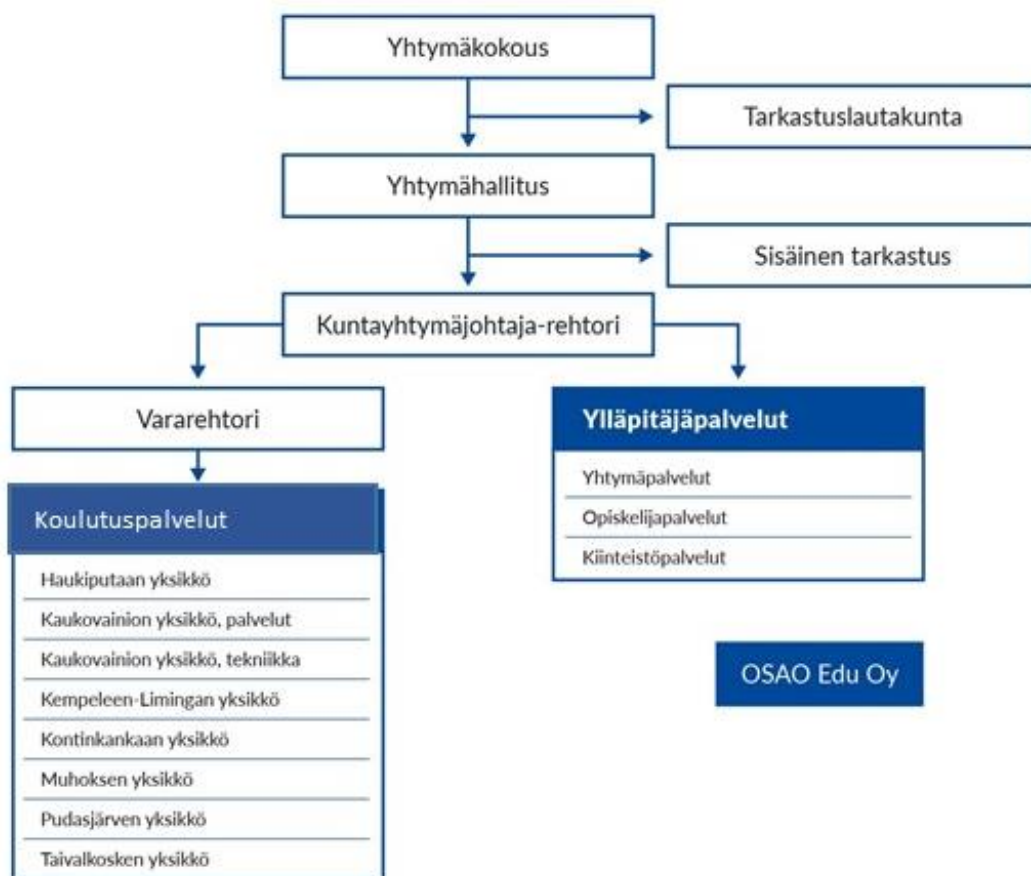 Yhtymäkokous
Tarkastuslautakunta
Yhtymähallitus
Sisäinen tarkastus
Kuntayhtymäjohtaja-rehtori
Vararehtori
Koulutuspalvelut
Haukiputaan yksikkö
Kaukovainion yksikkö, palvelut
Kaukovainion yksikkö, tekniikka
Kempeleen-Limingan yksikkö
Kontinkankaan yksikkö
Muhoksen yksikkö
Pudasjärven yksikkö
Taivalkosken yksikkö
Ylläpitäjäpalvelut
Yhtymäpalvelut
Opiskelijapalvelut
Kiinteistöpalvelut
OSAO Edu Oy